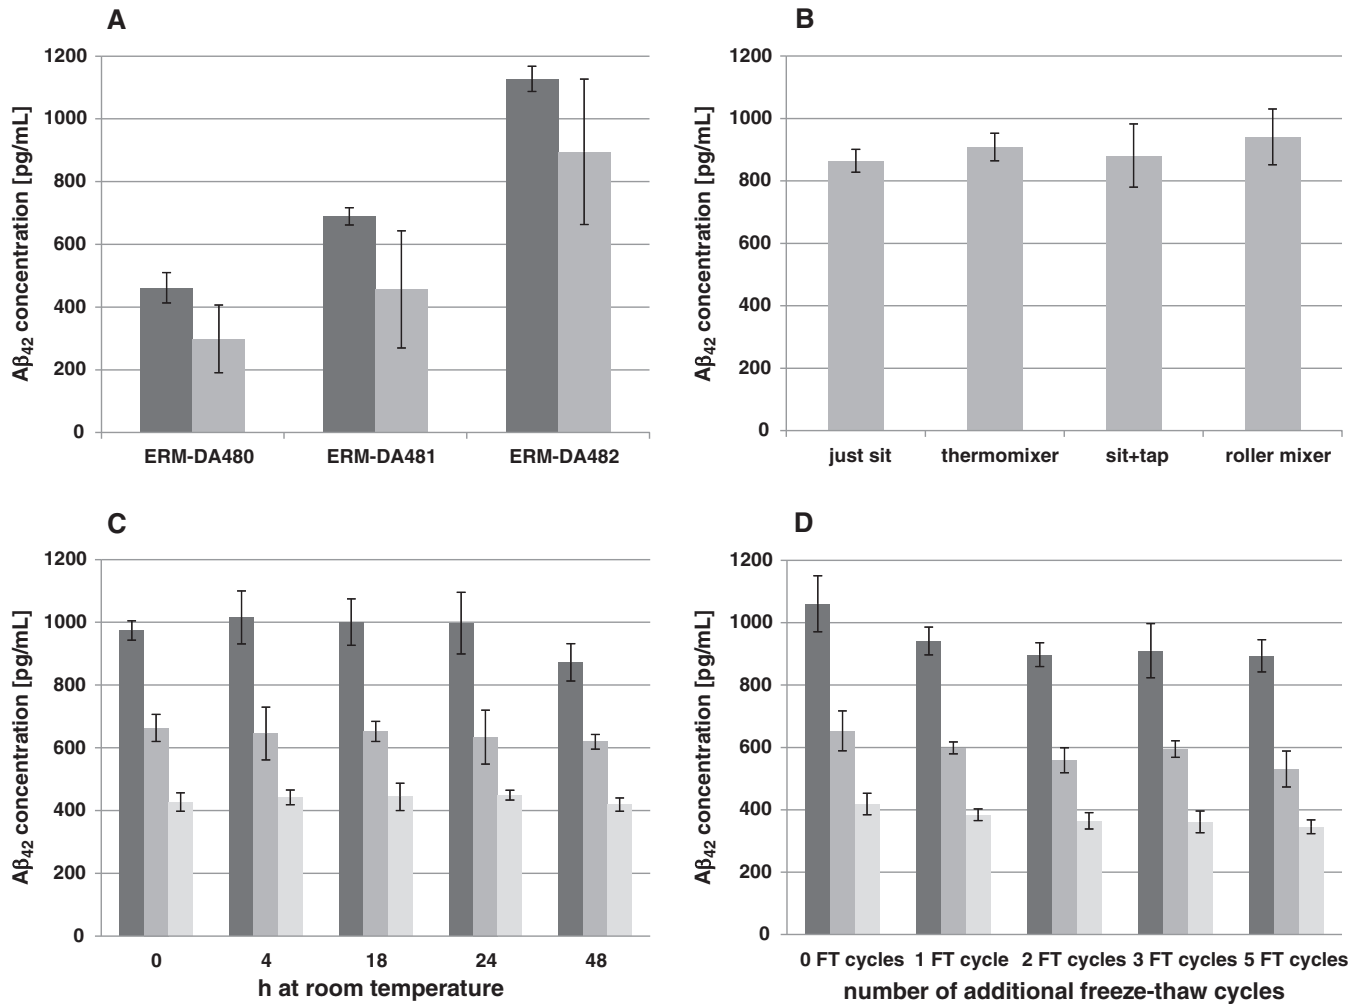 A
1200
1000
800
600
400
200
0
Aβ42 concentration [pg/mL]
ERM-DA480 ERM-DA481 ERM-DA482
B
1200
1000
800
600
400
200
0
Aβ42 concentration [pg/mL]
just sit thermomixer sit+tap roller mixer
C
1200
1000
800
600
400
200
0
Aβ42 concentration [pg/mL]
0 4 18 24 48
h at room temperature
D
1200
1000
800
600
400
200
0
Aβ42 concentration [pg/mL]
0 FT cycles 1 FT cycle 2 FT cycles 3 FT cycles 5 FT cycles
number of additional freeze-thaw cycles